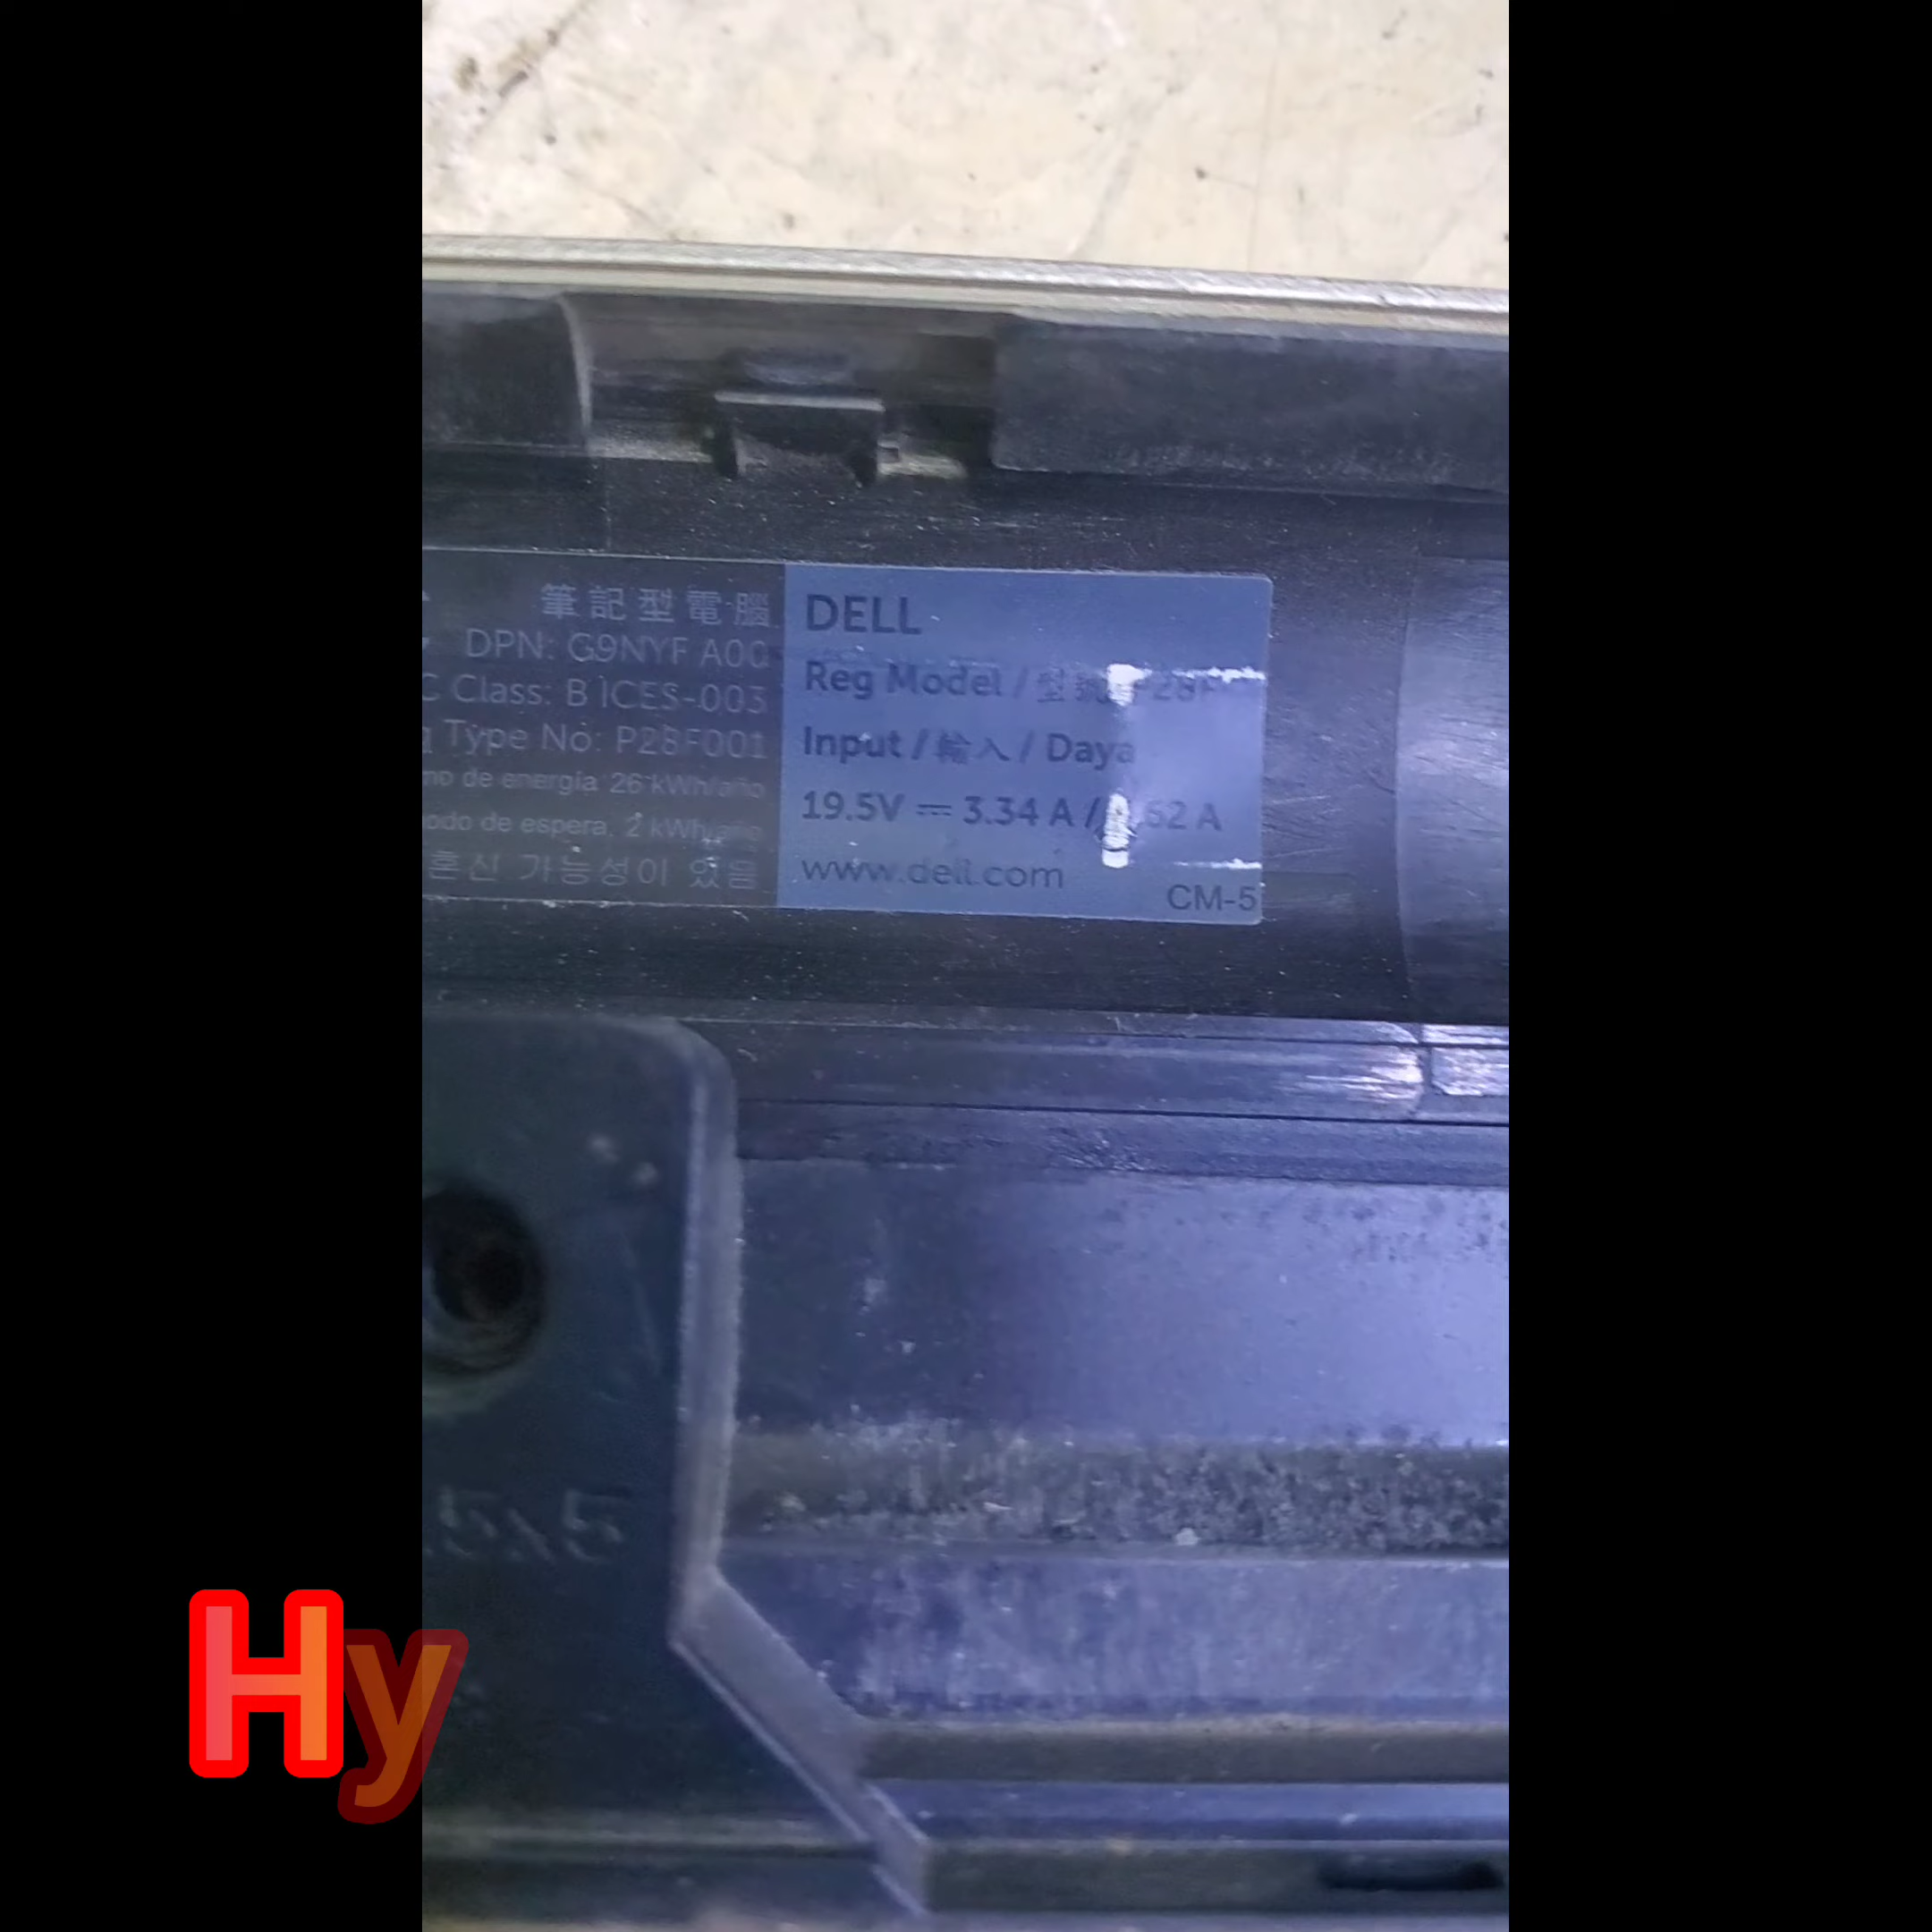 筆記型電腦
DPN: G9NYF A00
C Class: B ICES-003
Type No: P28F001
mo de energía: 26 kWh/año
modo de espera: 2 kWh/año
혼신 가능성이 있음
DELL
Reg Model / 型號
Input / 輸入 / Daya
19.5V ⎓ 3.34 A /
www.dell.com
CM-5
Hy